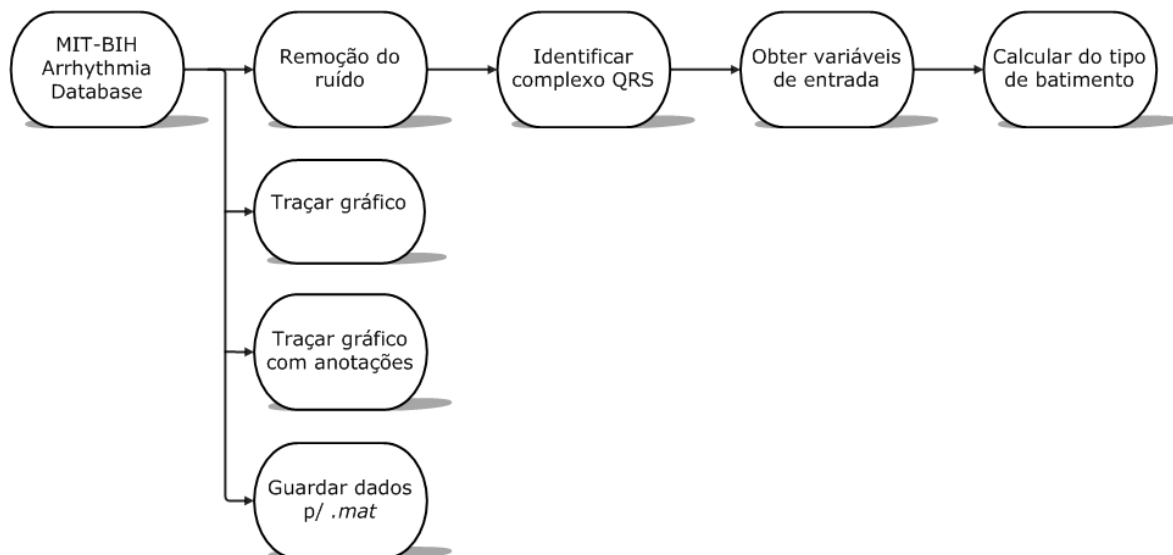 MIT-BIH
Arrhythmia
Database
Remoção do
ruído
Identificar
complexo QRS
Obter variáveis
de entrada
Calcular do tipo
de batimento
Traçar gráfico
Traçar gráfico
com anotações
Guardar dados
p/ .mat